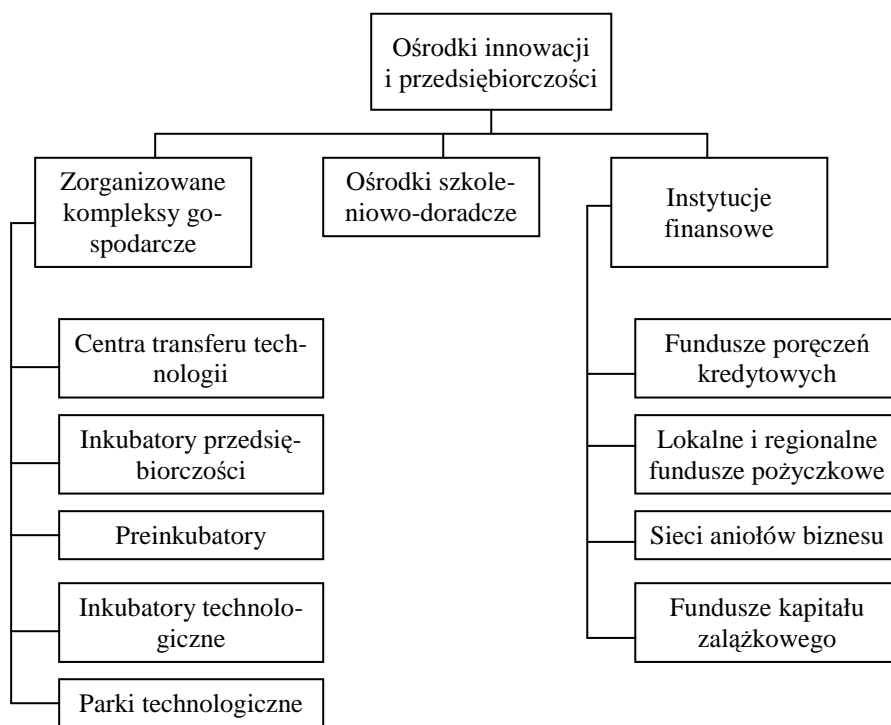 Ośrodki innowacji
i przedsiębiorczości
Zorganizowane
kompleksy go-
spodarcze
Ośrodki szkole-
niowo-doradcze
Instytucje
finansowe
Centra transferu tech-
nologii
Inkubatory przedsię-
biorczości
Preinkubatory
Inkubatory technolo-
giczne
Parki technologiczne
Fundusze poręczeń
kredytowych
Lokalne i regionalne
fundusze pożyczkowe
Sieci aniołów biznesu
Fundusze kapitału
zalążkowego